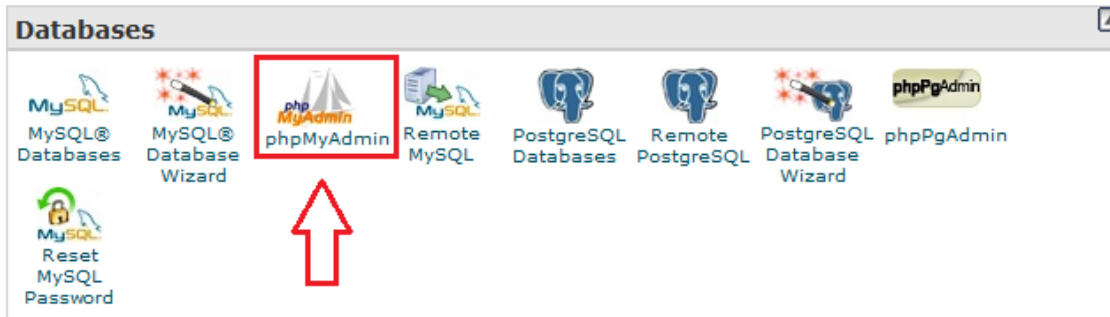 Databases
MySQL
MySQL
php
MyAdmin
MySQL
phpPgAdmin
MySQL®
Databases
MySQL®
Database
Wizard
phpMyAdmin
Remote
MySQL
PostgreSQL
Databases
Remote
PostgreSQL
PostgreSQL
Database
Wizard
phpPgAdmin
MySQL
Reset
MySQL
Password